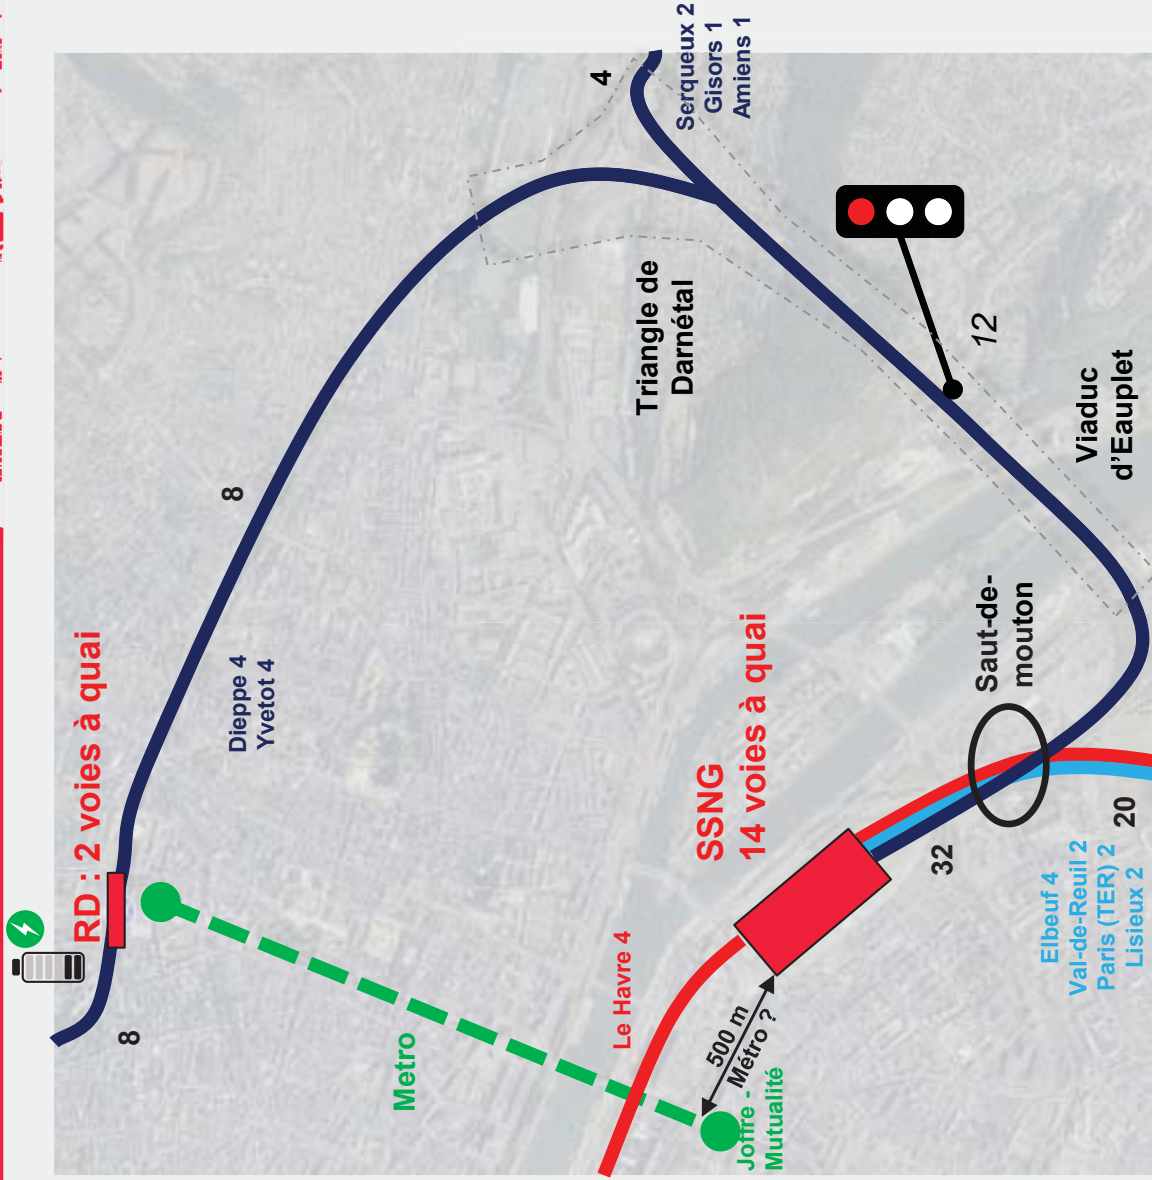 RD : 2 voies à quai
8
Metro
Dieppe 4
Yvetot 4
8
Le Havre 4
500 m
Métro ?
Joffre -
Mutualité
SSNG
14 voies à quai
32
Elbeuf 4
Val-de-Reuil 2
Paris (TER) 2
Lisieux 2
20
Saut-de-
mouton
Triangle de
Darnétal
Viaduc
d'Eauplet
12
4
Serqueux 2
Gisors 1
Amiens 1